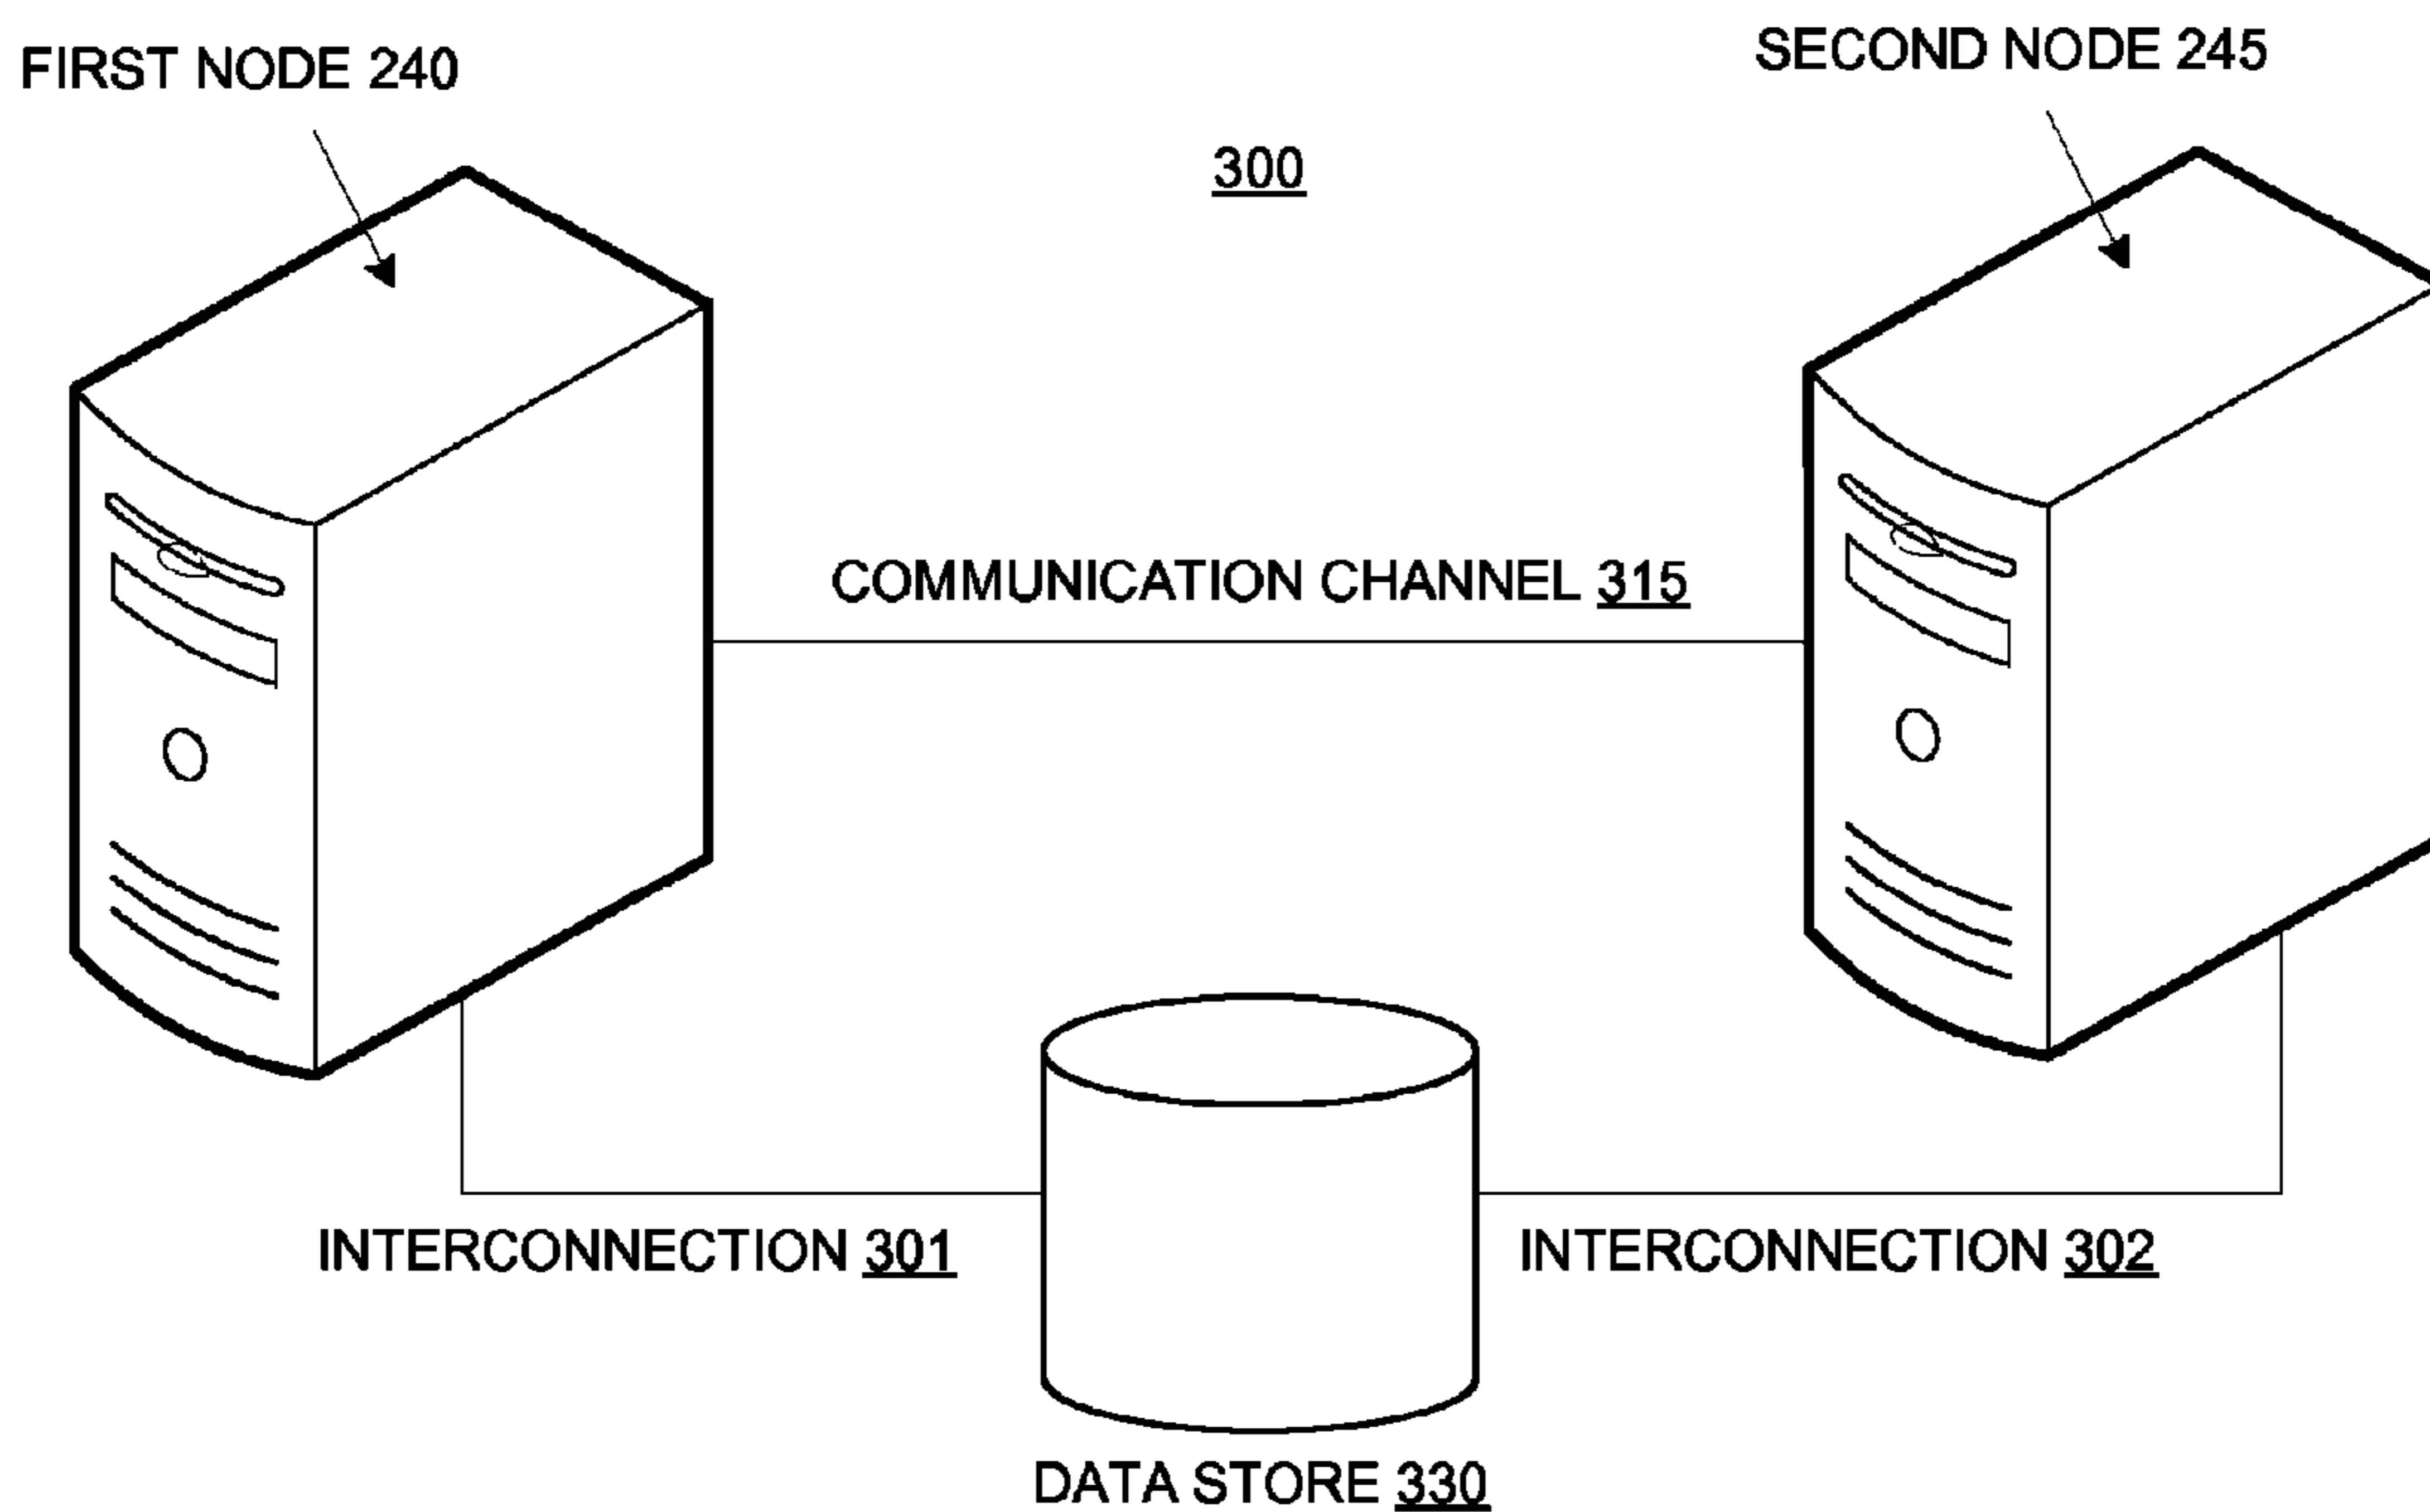 FIRST NODE 240
SECOND NODE 245
300
COMMUNICATION CHANNEL 315
INTERCONNECTION 301
INTERCONNECTION 302
DATA STORE 330